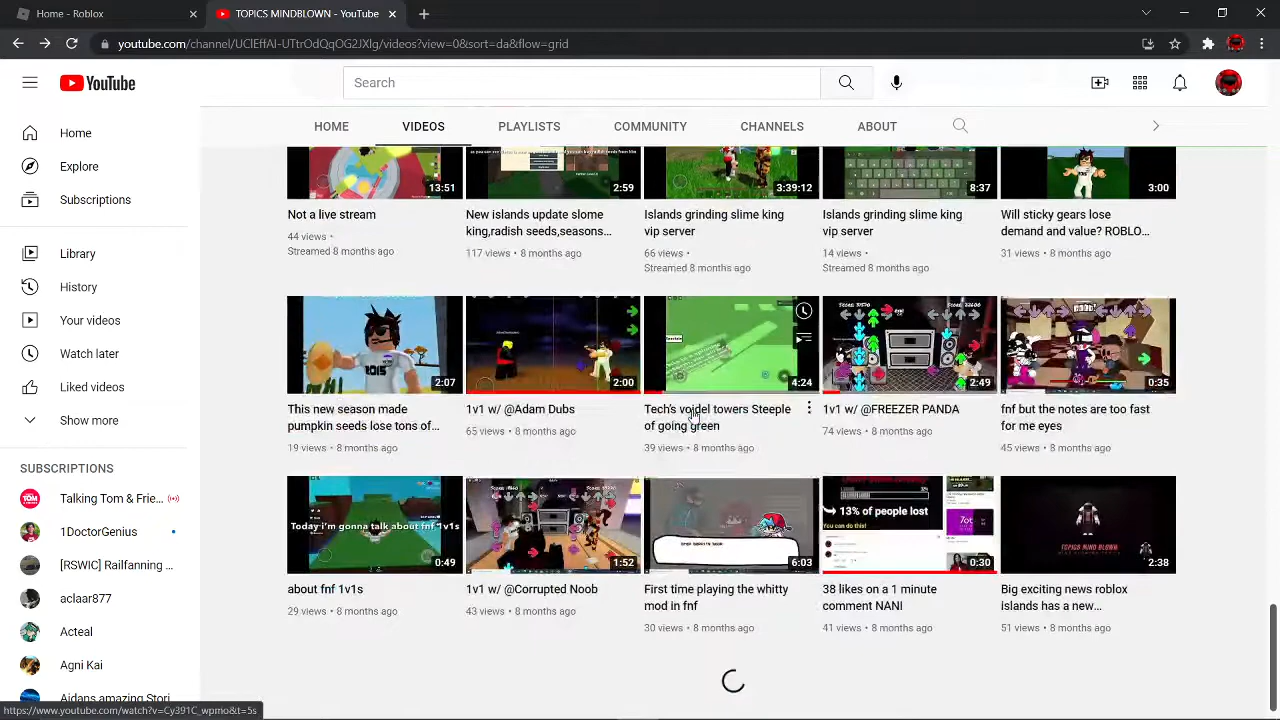 Home - Roblox
TOPICS MINDBLOWN - YouTube
youtube.com/channel/UClEffAI-UTtrOdQqOG2JXlg/videos?view=0&sort=da&flow=grid
YouTube
Search
HOME
VIDEOS
PLAYLISTS
COMMUNITY
CHANNELS
ABOUT
Home
Explore
Subscriptions
Library
History
Your videos
Watch later
Liked videos
Show more
SUBSCRIPTIONS
Talking Tom & Frie...
1DoctorGenius
[RSWIC] Railfanning ...
aclaar877
Acteal
Agni Kai
Aidans amazing Stori
13:51
Not a live stream
44 views •
Streamed 8 months ago
2:59
New islands update slome
king,radish seeds,seasons...
117 views • 8 months ago
3:39:12
Islands grinding slime king
vip server
66 views •
Streamed 8 months ago
8:37
Islands grinding slime king
vip server
14 views •
Streamed 8 months ago
3:00
Will sticky gears lose
demand and value? ROBLO...
31 views • 8 months ago
2:07
This new season made
pumpkin seeds lose tons of...
19 views • 8 months ago
2:00
1v1 w/ @Adam Dubs
65 views • 8 months ago
4:24
Tech's voidel towers Steeple
of going green
39 views • 8 months ago
2:49
1v1 w/ @FREEZER PANDA
74 views • 8 months ago
0:35
fnf but the notes are too fast
for me eyes
45 views • 8 months ago
Today i'm gonna talk about fnf 1v1s
0:49
about fnf 1v1s
29 views • 8 months ago
1:52
1v1 w/ @Corrupted Noob
43 views • 8 months ago
6:03
First time playing the whitty
mod in fnf
30 views • 8 months ago
13% of people lost
You can do this!
0:30
38 likes on a 1 minute
comment NANI
41 views • 8 months ago
TOPICS MIND BLOWN
2:38
Big exciting news roblox
islands has a new...
51 views • 8 months ago
https://www.youtube.com/watch?v=Cy391C_wpmo&t=5s